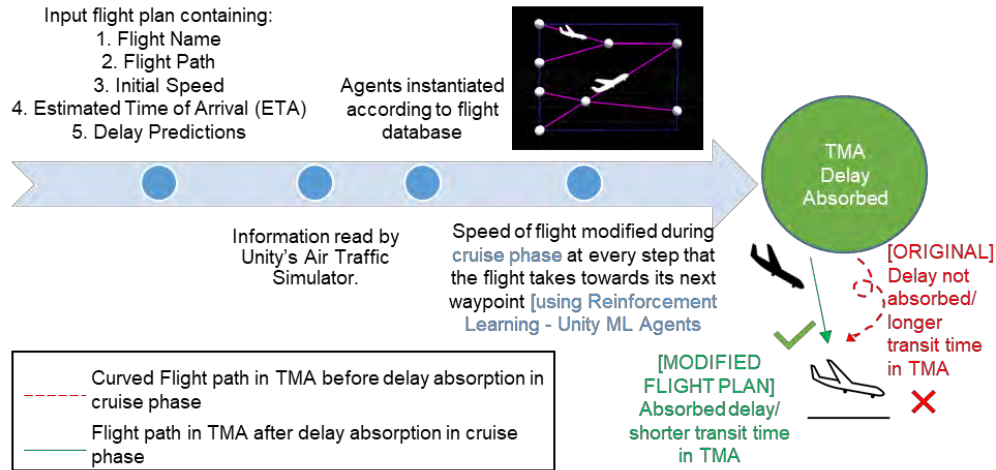 Input flight plan containing:
1. Flight Name
2. Flight Path
3. Initial Speed
4. Estimated Time of Arrival (ETA)
5. Delay Predictions
Agents instantiated
according to flight
database
TMA
Delay
Absorbed
Information read by
Unity's Air Traffic
Simulator.
Speed of flight modified during
cruise phase at every step that
the flight takes towards its next
waypoint [using Reinforcement
Learning - Unity ML Agents
[ORIGINAL]
Delay not
absorbed/
longer
transit time
in TMA
[MODIFIED
FLIGHT PLAN]
Absorbed delay/
shorter transit time
in TMA
Curved Flight path in TMA before delay absorption in
cruise phase
Flight path in TMA after delay absorption in cruise
phase